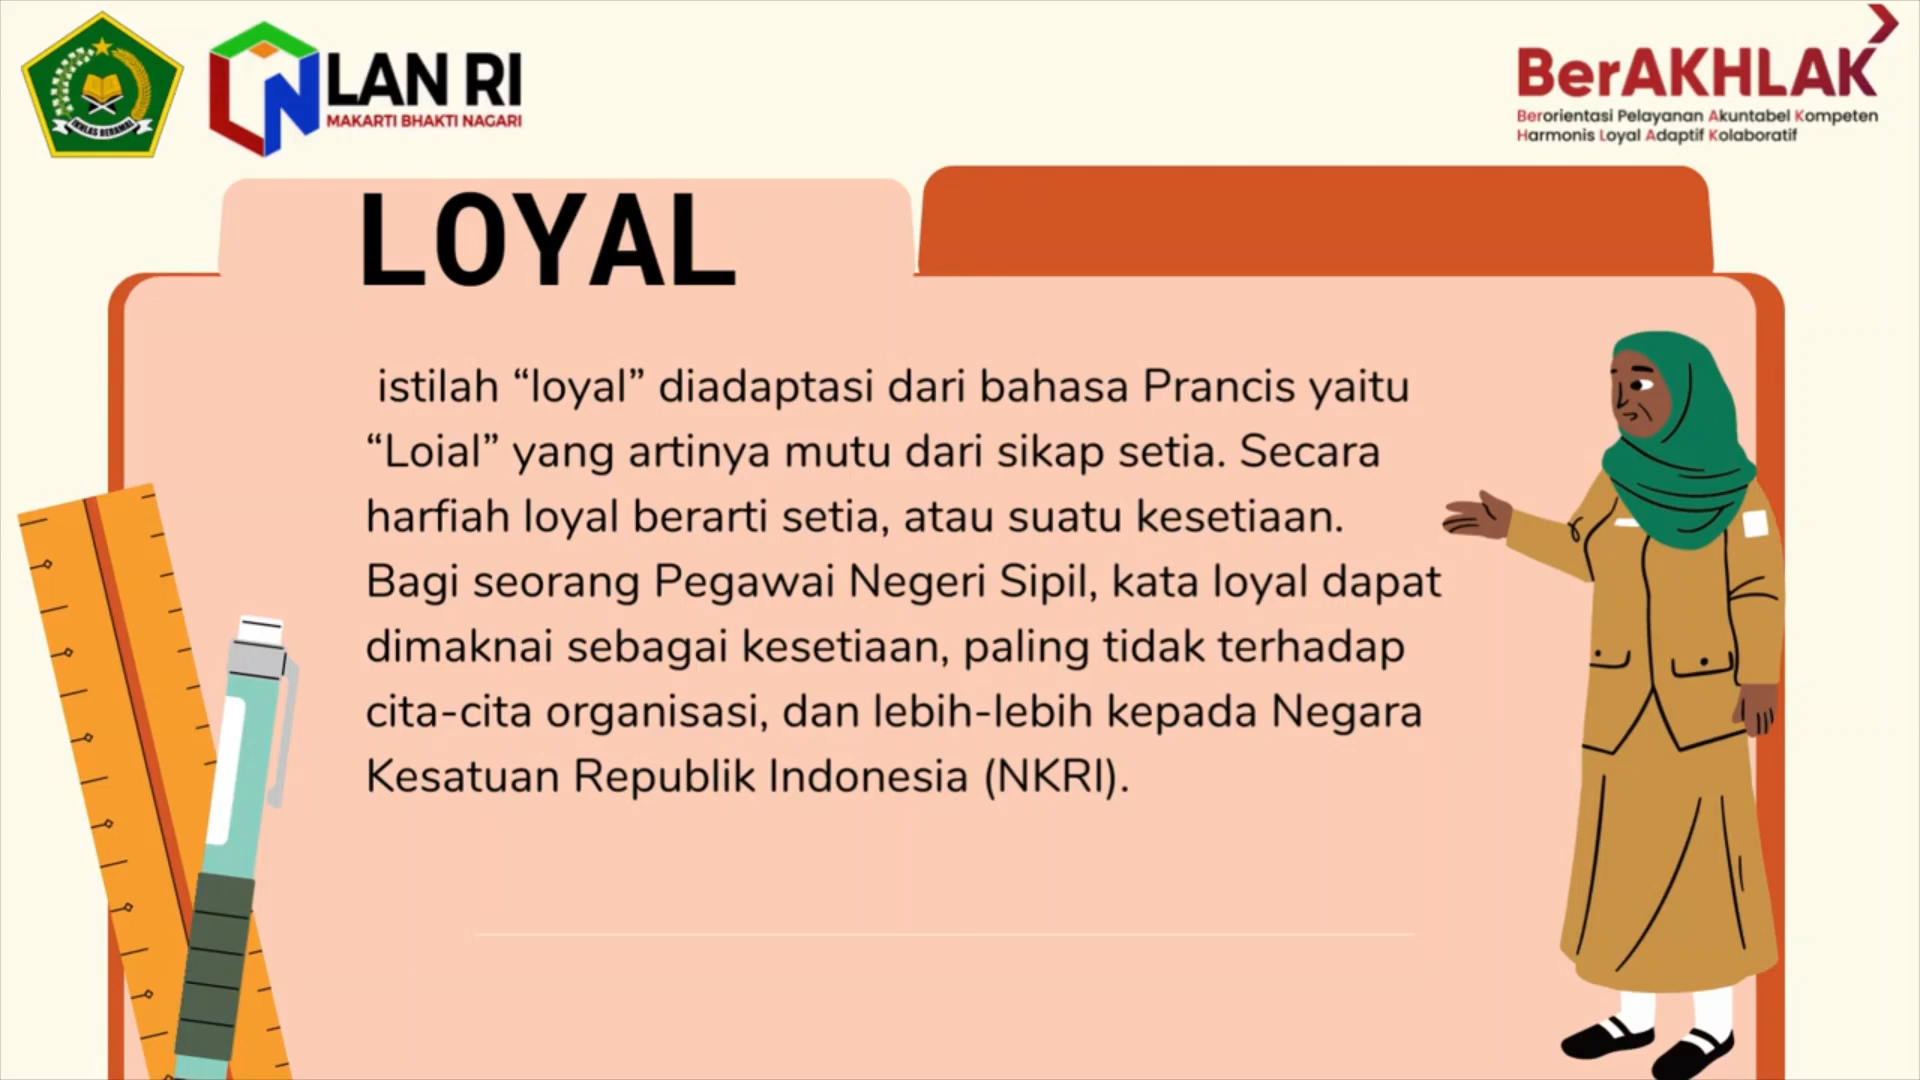 IKHLAS BERAMAL
LAN RI
MAKARTI BHAKTI NAGARI
BerAKHLAK
Berorientasi Pelayanan Akuntabel Kompeten
Harmonis Loyal Adaptif Kolaboratif
LOYAL
istilah “loyal” diadaptasi dari bahasa Prancis yaitu
“Loial” yang artinya mutu dari sikap setia. Secara
harfiah loyal berarti setia, atau suatu kesetiaan.
Bagi seorang Pegawai Negeri Sipil, kata loyal dapat
dimaknai sebagai kesetiaan, paling tidak terhadap
cita-cita organisasi, dan lebih-lebih kepada Negara
Kesatuan Republik Indonesia (NKRI).